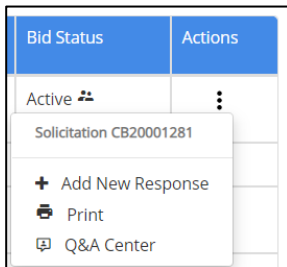 Bid Status Actions
Active
Solicitation CB20001281
Add New Response
Print
Q&A Center